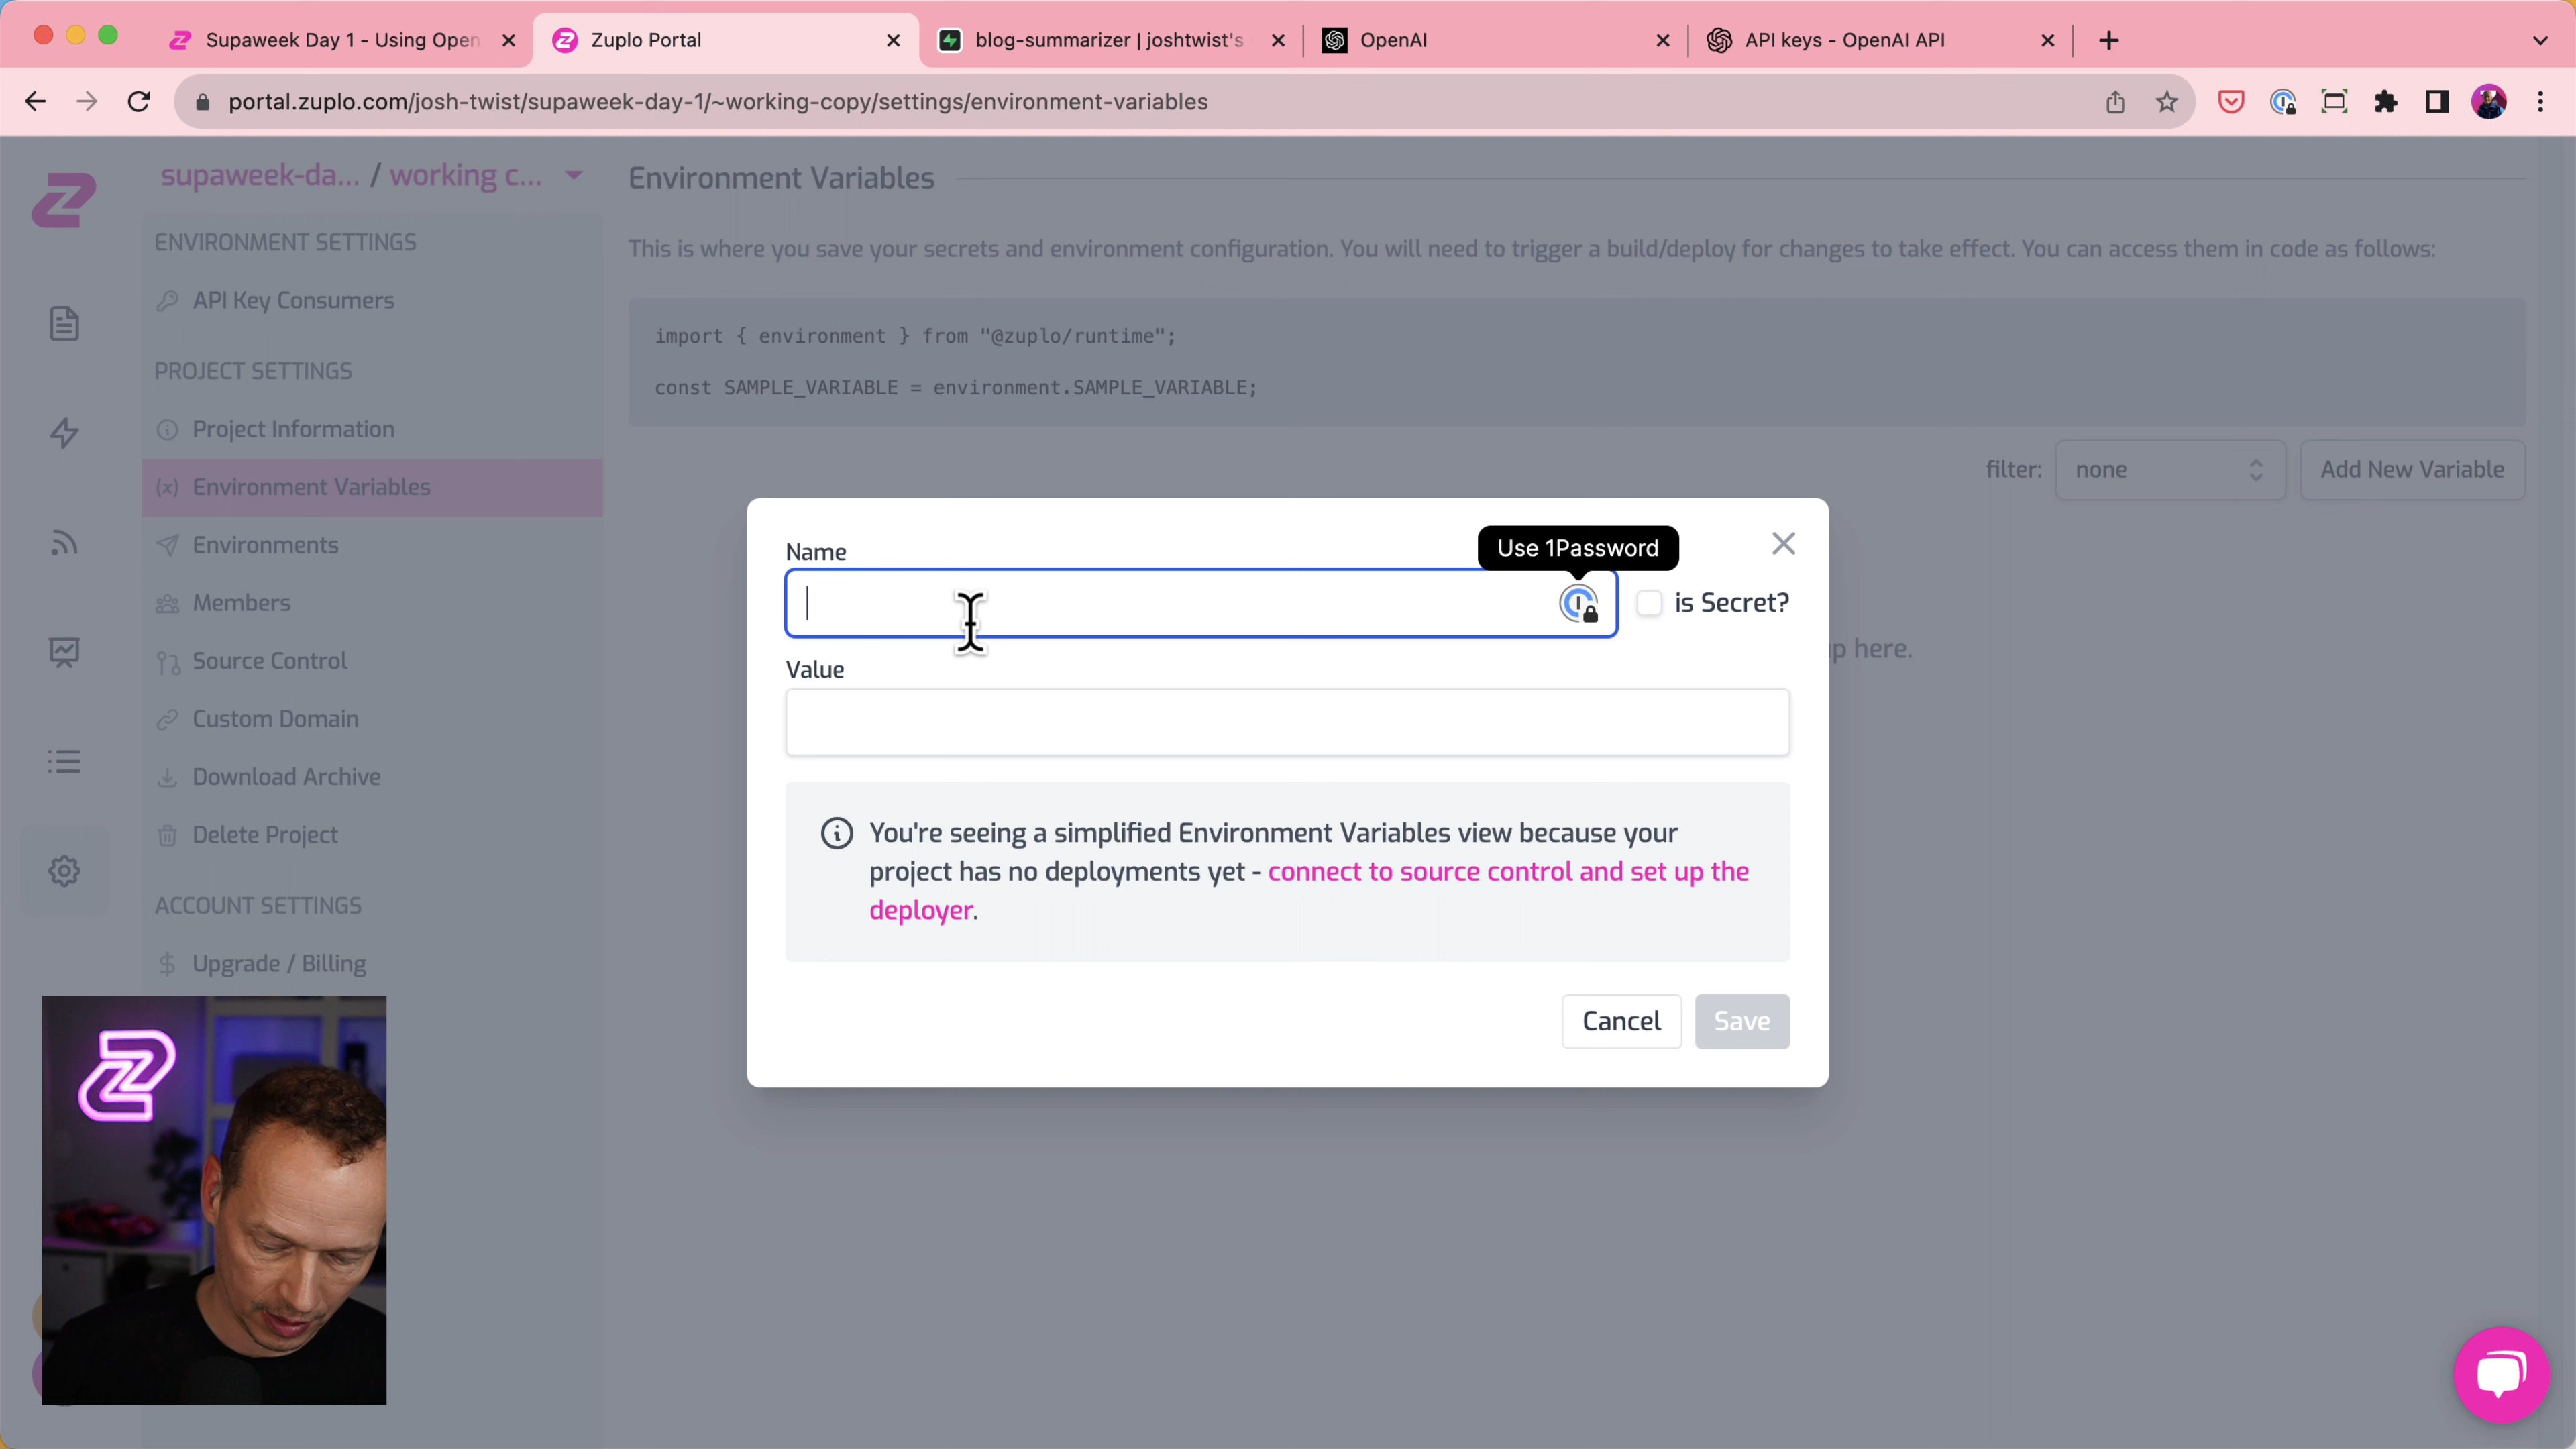 Supaweek Day 1 - Using Open
Zuplo Portal
blog-summarizer | joshtwist's
OpenAI
API keys - OpenAI API
portal.zuplo.com/josh-twist/supaweek-day-1/~working-copy/settings/environment-variables
supaweek-da... / working c...
ENVIRONMENT SETTINGS
API Key Consumers
PROJECT SETTINGS
Project Information
Environment Variables
Environments
Members
Source Control
Custom Domain
Download Archive
Delete Project
ACCOUNT SETTINGS
Upgrade / Billing
Environment Variables
This is where you save your secrets and environment configuration. You will need to trigger a build/deploy for changes to take effect. You can access them in code as follows:
import { environment } from "@zuplo/runtime";
const SAMPLE_VARIABLE = environment.SAMPLE_VARIABLE;
filter:
none
Add New Variable
p here.
Name
Use 1Password
is Secret?
Value
You're seeing a simplified Environment Variables view because your
project has no deployments yet - connect to source control and set up the
deployer.
Cancel
Save